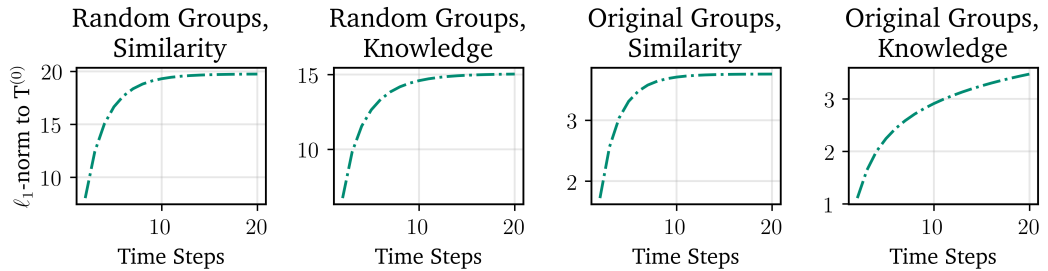 Random Groups,
Similarity
ℓ₁-norm to T⁽⁰⁾
20
15
10
10
20
Time Steps
Random Groups,
Knowledge
15
10
10
20
Time Steps
Original Groups,
Similarity
3
2
10
20
Time Steps
Original Groups,
Knowledge
3
2
1
10
20
Time Steps